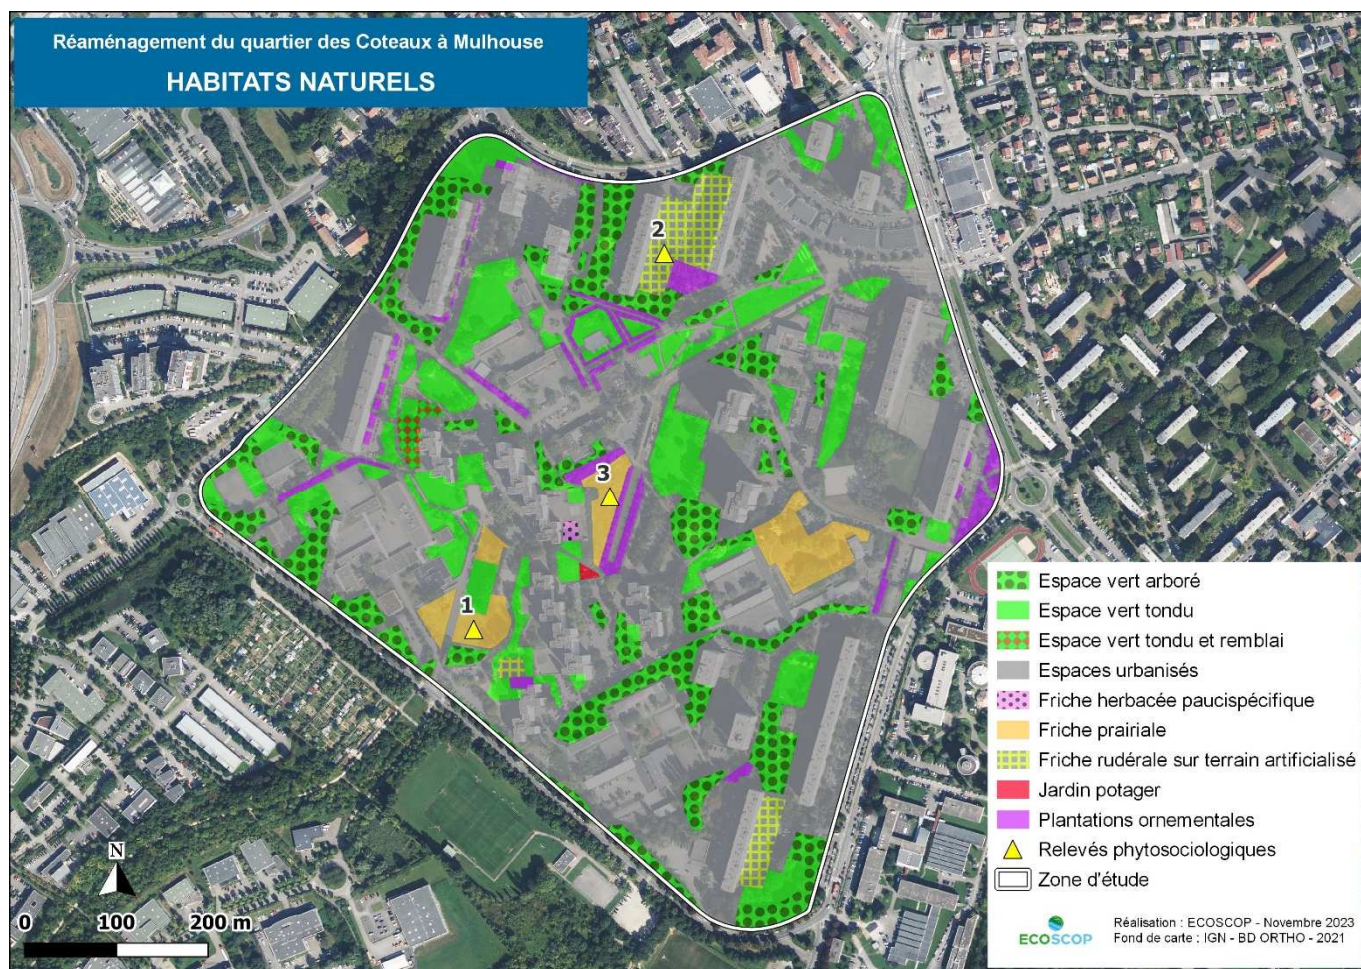 Réaménagement du quartier des Coteaux à Mulhouse
HABITATS NATURELS
2
3
1
Espace vert arboré
Espace vert tondu
Espace vert tondu et remblai
Espaces urbanisés
Friche herbacée paucispécifique
Friche prairiale
Friche rudérale sur terrain artificialisé
Jardin potager
Plantations ornementales
Relevés phytosociologiques
Zone d'étude
N
0 100 200 m
ECOSCOP
Réalisation : ECOSCOP - Novembre 2023
Fond de carte : IGN - BD ORTHO - 2021